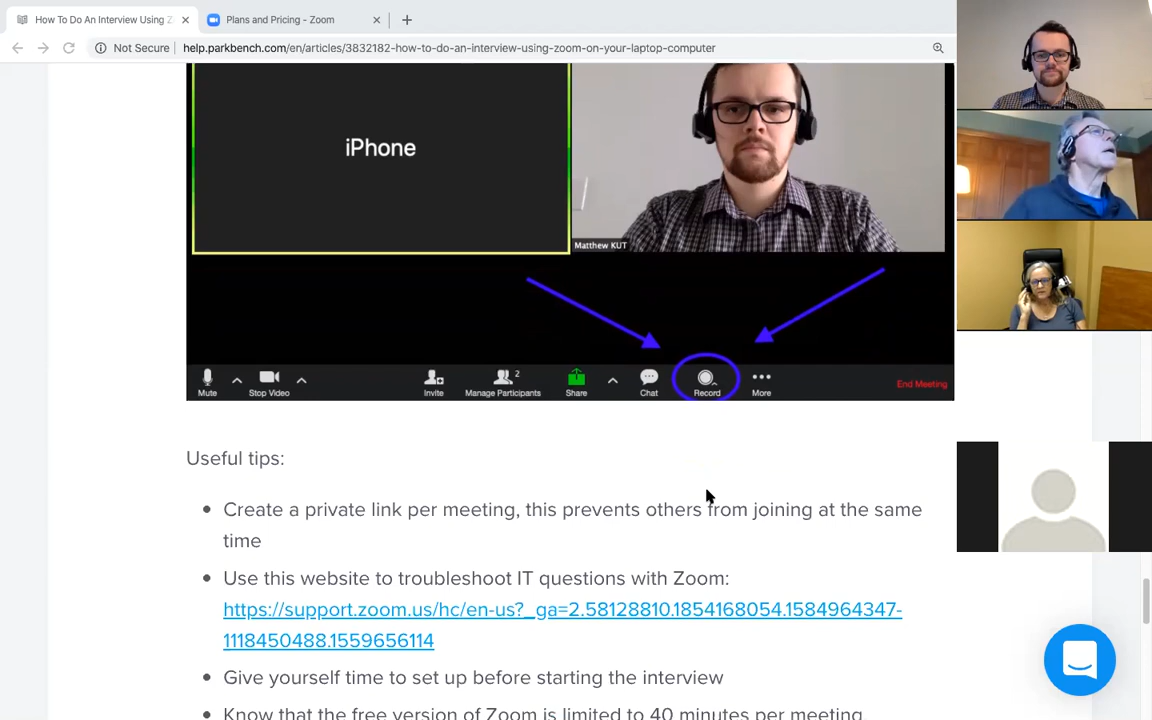 How To Do An Interview Using Z
Plans and Pricing - Zoom
Not Secure
help.parkbench.com/en/articles/3832182-how-to-do-an-interview-using-zoom-on-your-laptop-computer
iPhone
Matthew KUT
Mute
Stop Video
Invite
2
Manage Participants
Share
Chat
Record
More
End Meeting
Useful tips:
Create a private link per meeting, this prevents others from joining at the same
time
Use this website to troubleshoot IT questions with Zoom:
https://support.zoom.us/hc/en-us?_ga=2.58128810.1854168054.1584964347-
1118450488.1559656114
Give yourself time to set up before starting the interview
Know that the free version of Zoom is limited to 40 minutes per meeting.